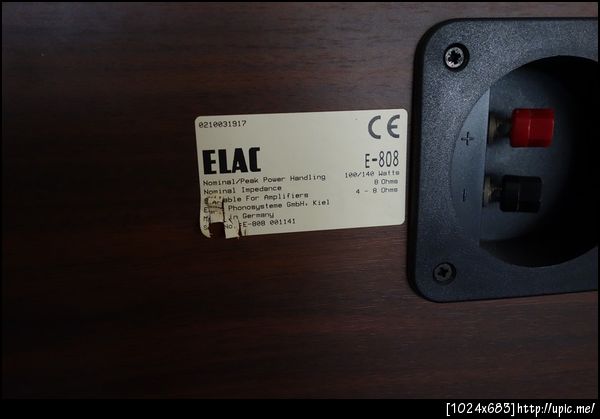 0210031917
CE
ELAC
E-808
Nominal/Peak Power Handling 100/140 Watts
Nominal Impedance 8 Ohms
Suitable For Amplifiers 4 - 8 Ohms
Phonosysteme GmbH, Kiel
in Germany
E-808 001141
+
-
[1024x683]http://upic.me/